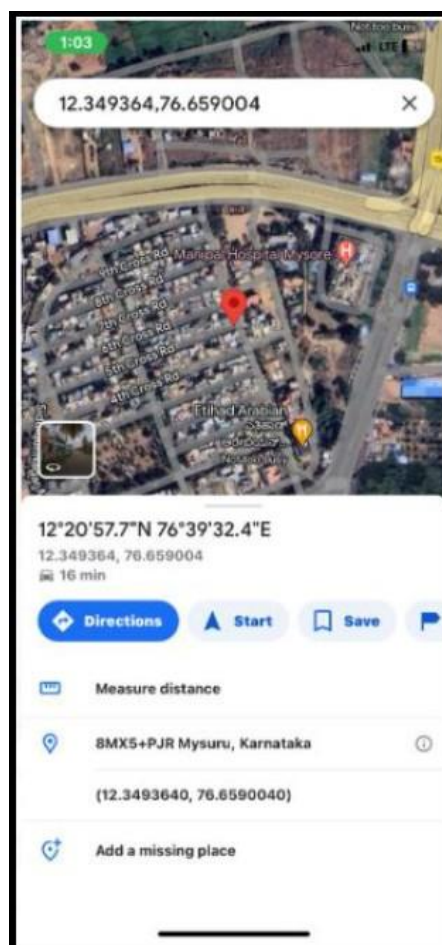 Not too busy
1:03
LTE
12.349364,76.659004
Manipal Hospital Mysore
9th Cross Rd
8th Cross Rd
7th Cross Rd
6th Cross Rd
5th Cross Rd
4th Cross Rd
Etihad Arabian
Not too busy
12°20'57.7"N 76°39'32.4"E
12.349364, 76.659004
16 min
Directions
Start
Save
Measure distance
8MX5+PJR Mysuru, Karnataka
(12.3493640, 76.6590040)
Add a missing place